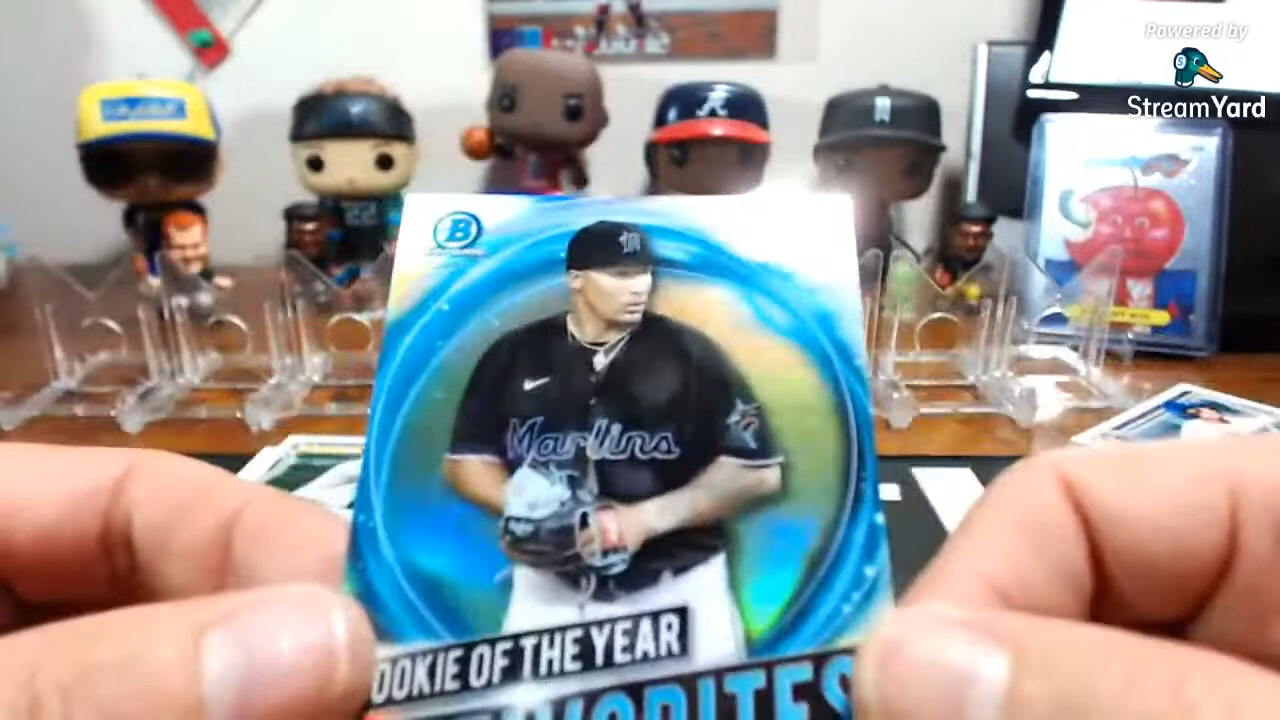 Powered by
StreamYard
B
Marlins
OOKIE OF THE YEAR
VORITES